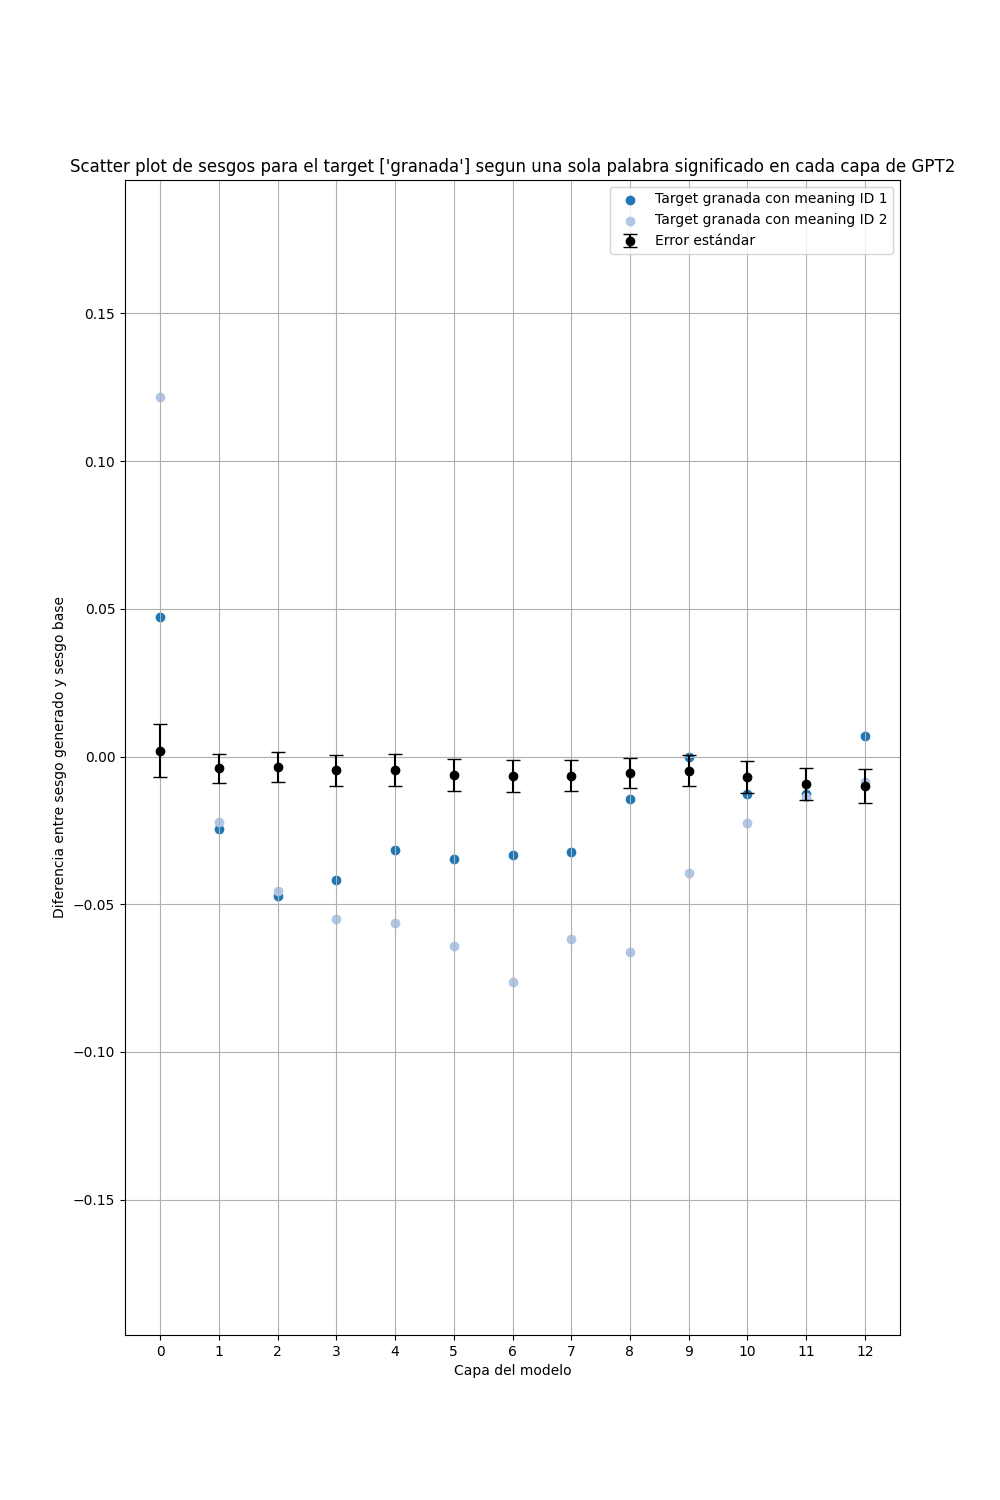 Scatter plot de sesgos para el target ['granada'] segun una sola palabra significado en cada capa de GPT2
Target granada con meaning ID 1
Target granada con meaning ID 2
Error estándar
Diferencia entre sesgo generado y sesgo base
0.15
0.10
0.05
0.00
−0.05
−0.10
−0.15
0 1 2 3 4 5 6 7 8 9 10 11 12
Capa del modelo